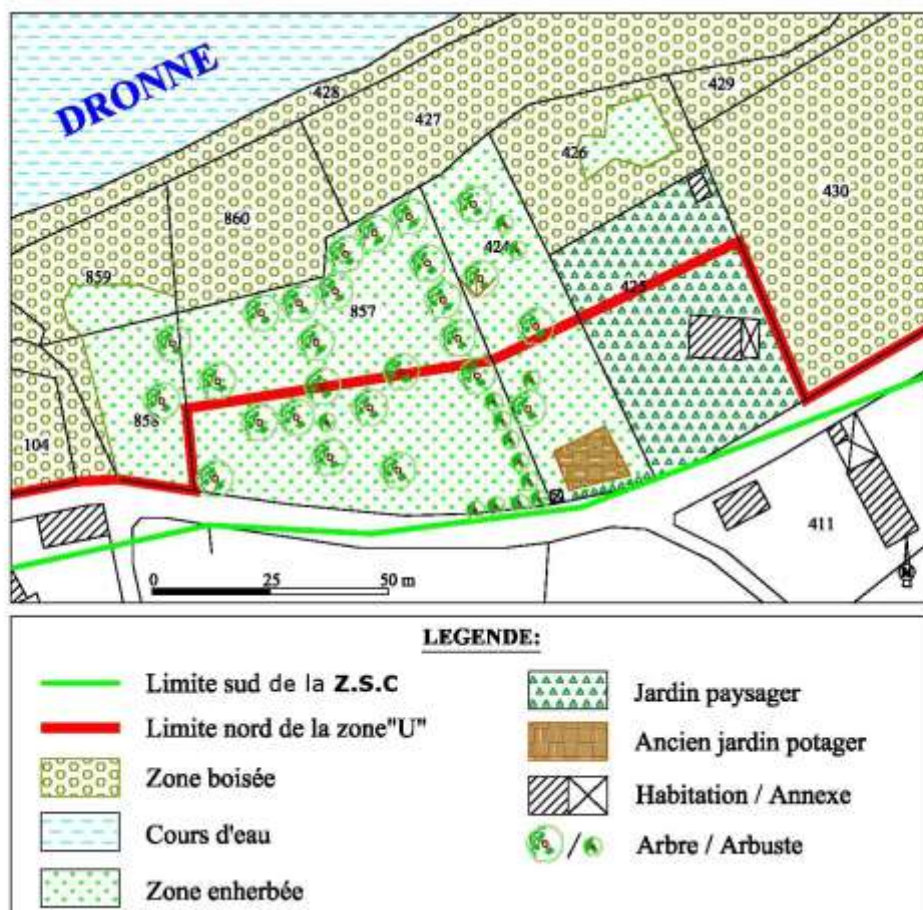 DRONNE
428
427
429
426
860
430
424
859
425
857
858
104
411
0 25 50 m
LEGENDE:
Limite sud de la Z.S.C
Limite nord de la zone"U"
Zone boisée
Cours d'eau
Zone enherbée
Jardin paysager
Ancien jardin potager
Habitation / Annexe
Arbre / Arbuste